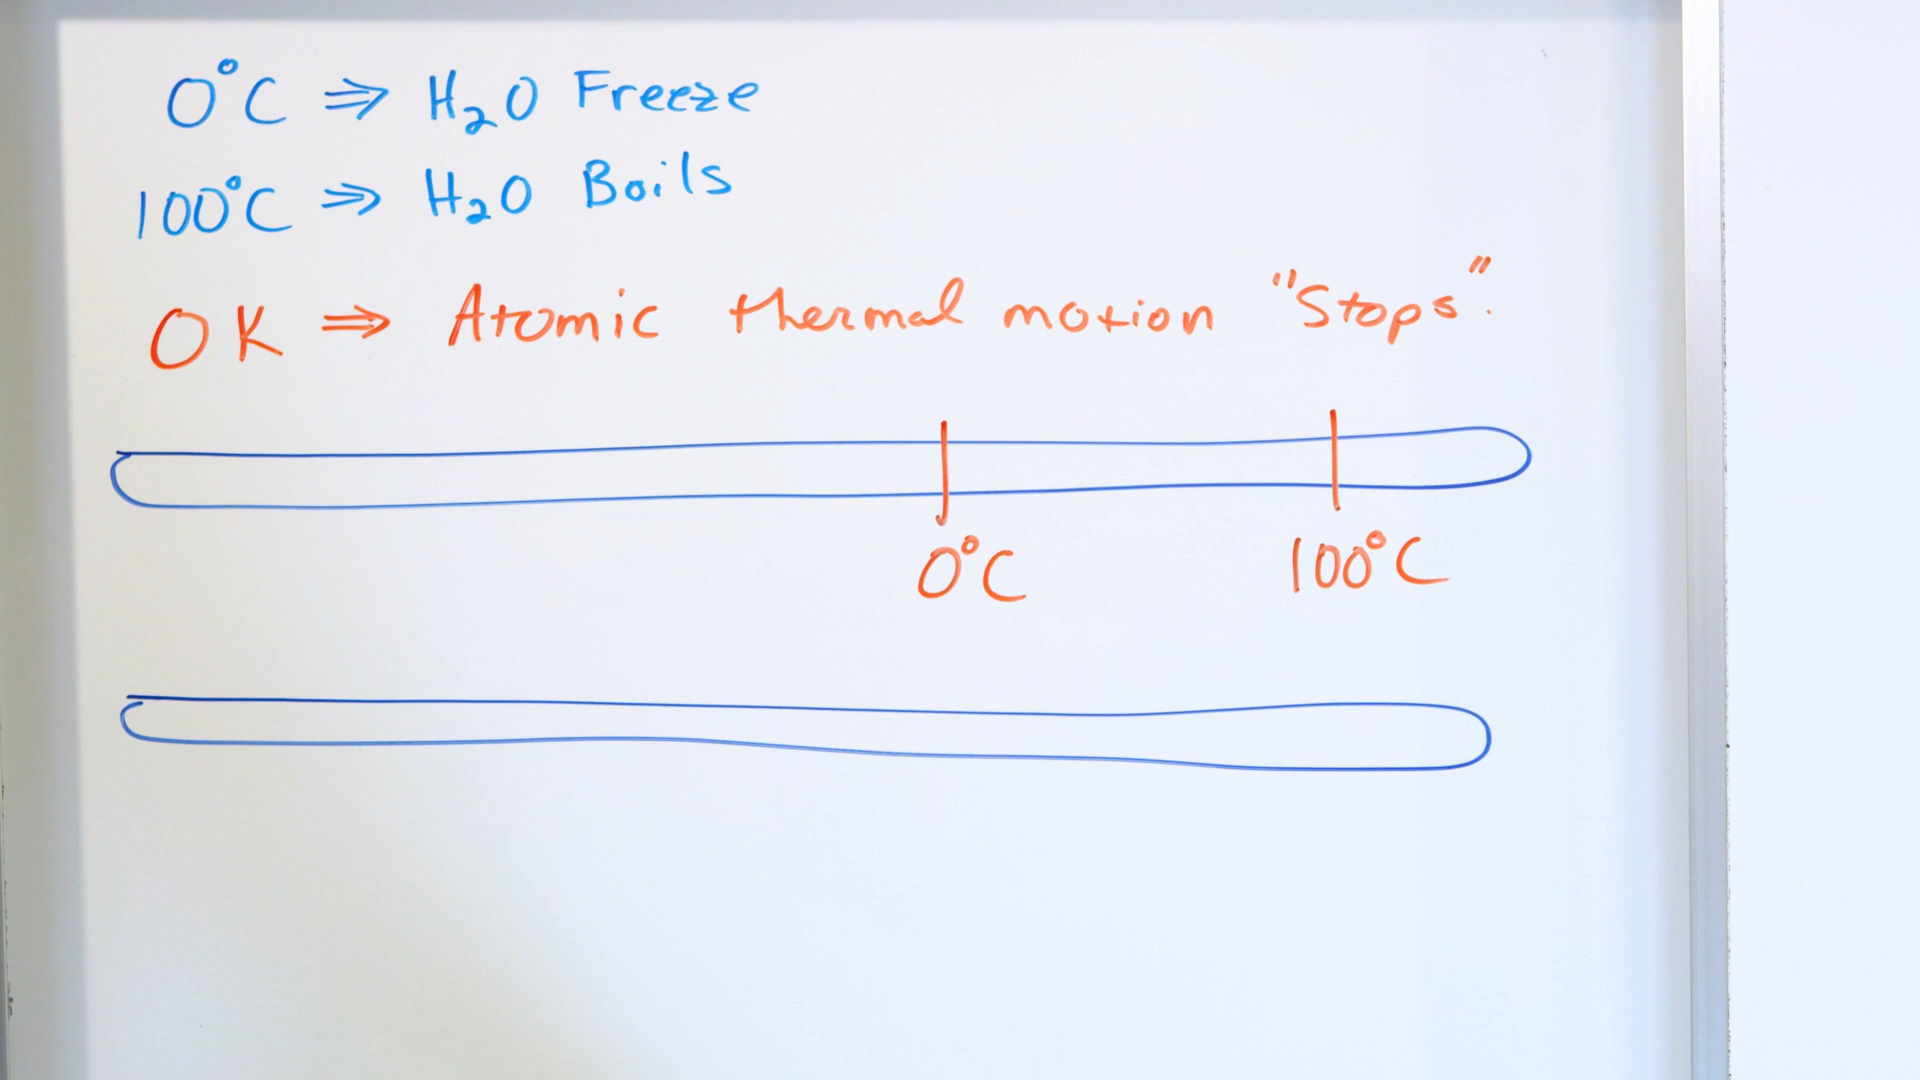 0°C ⇒ H₂O Freeze
100°C ⇒ H₂O Boils
0 K ⇒ Atomic thermal motion "Stops".
0°C 100°C